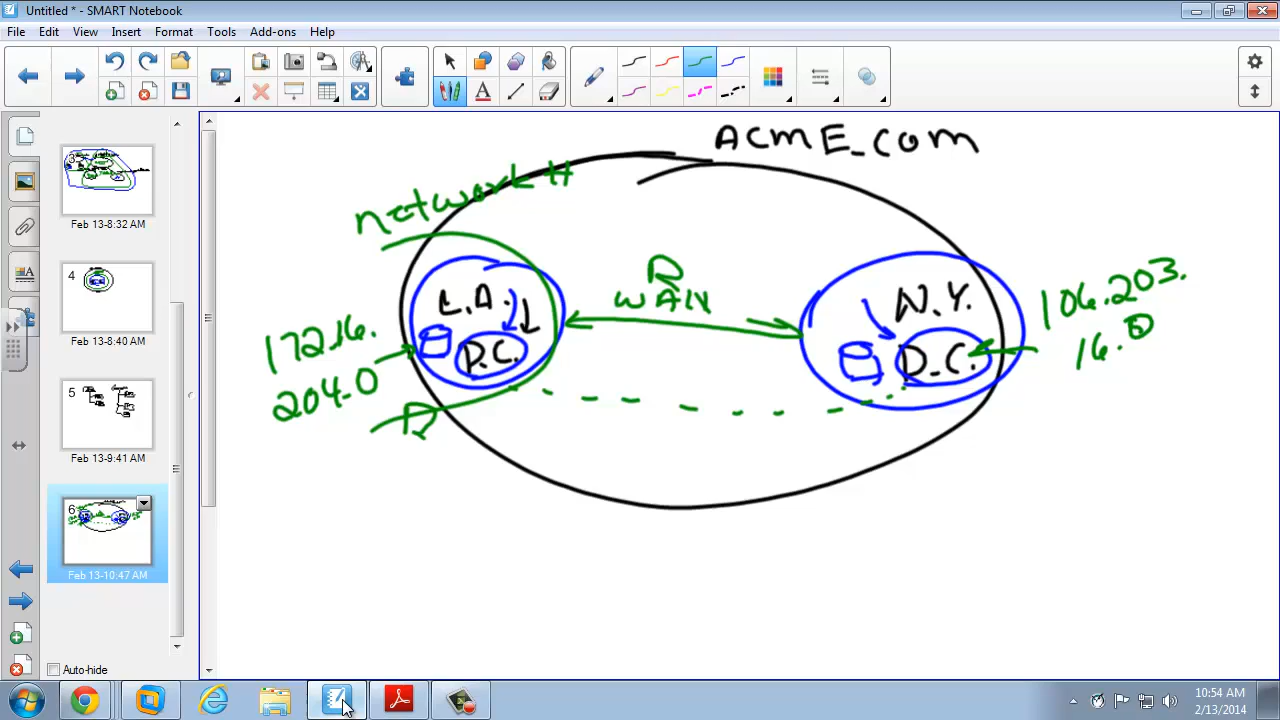 Untitled * - SMART Notebook
File Edit View Insert Format Tools Add-ons Help
ACME.com
network #
L.A.
D.C.
R
WAN
N.Y.
D.C.
172.16.
204.0
106.203.
16.0
R
3
Feb 13-8:32 AM
4
Feb 13-8:40 AM
5
Feb 13-9:41 AM
6
Feb 13-10:47 AM
Auto-hide
10:54 AM
2/13/2014